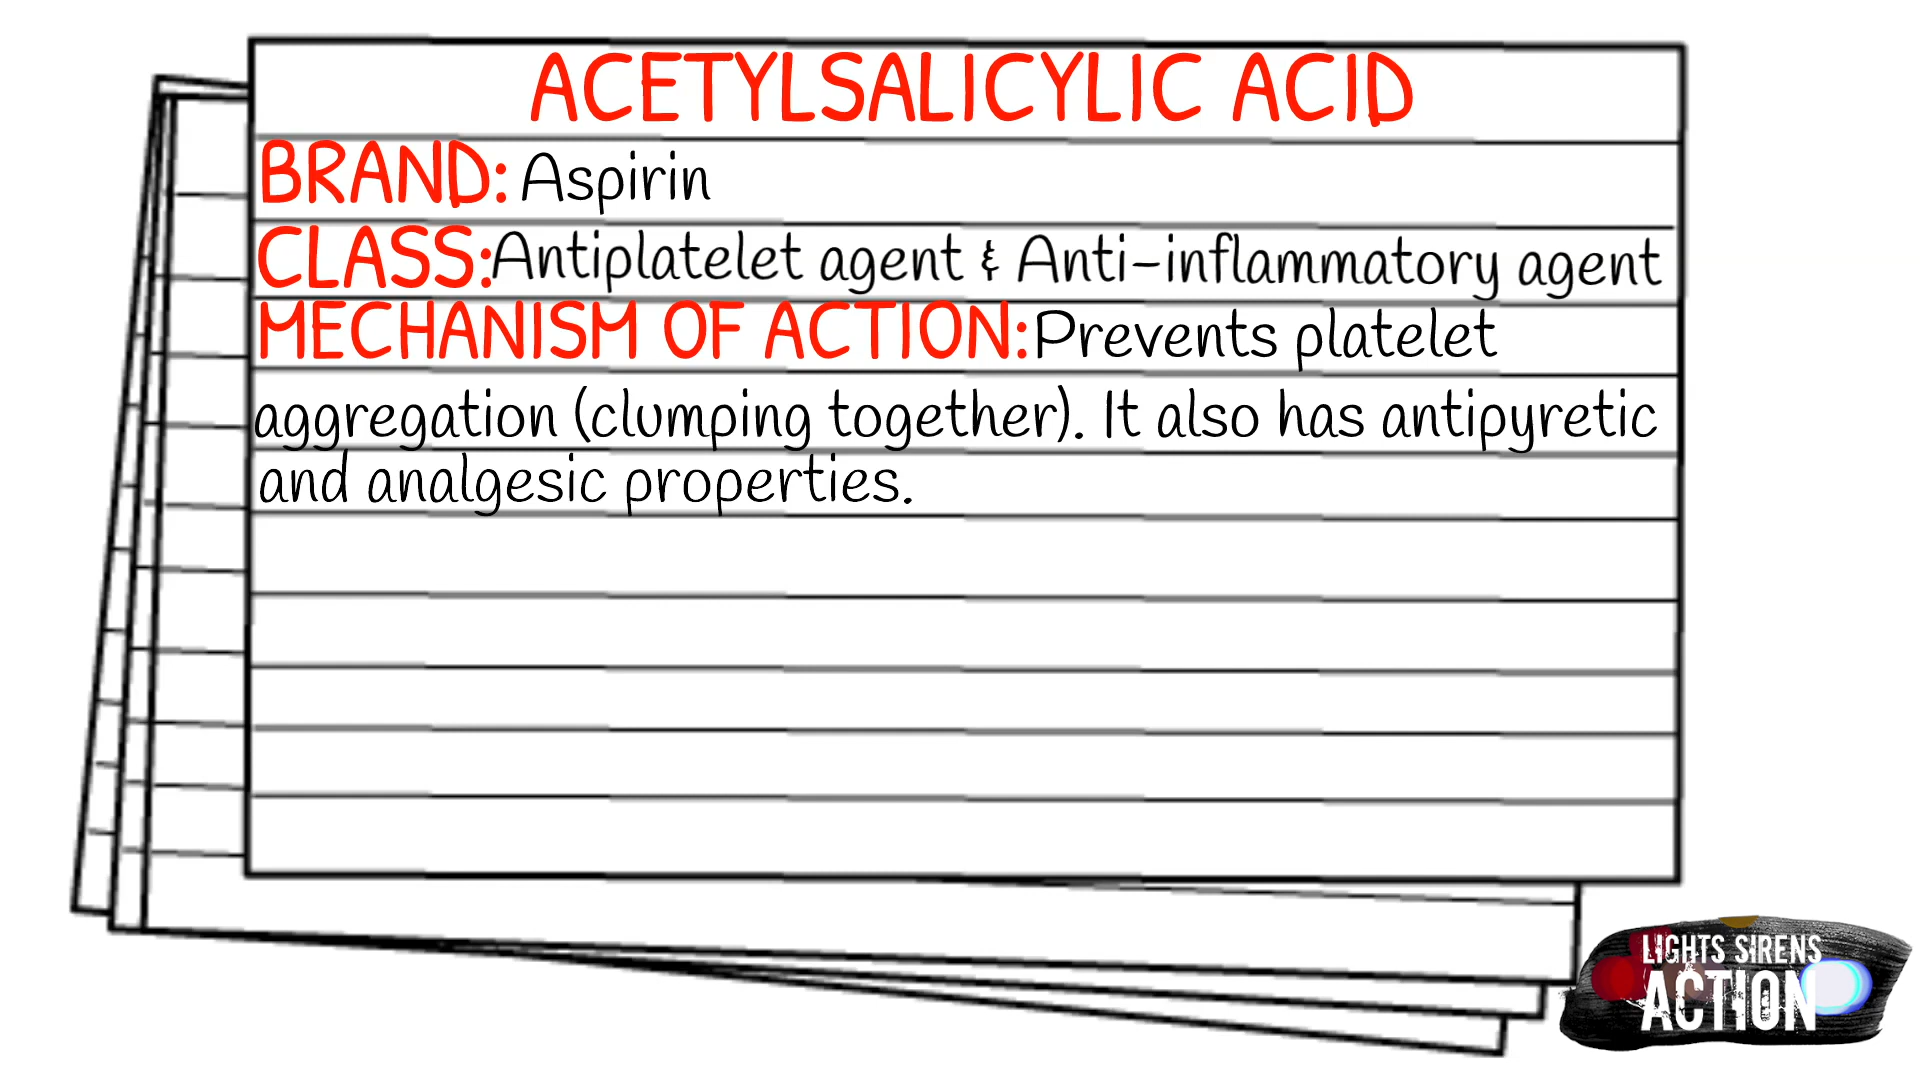 ACETYLSALICYLIC ACID
BRAND: Aspirin
CLASS:Antiplatelet agent & Anti-inflammatory agent
MECHANISM OF ACTION:Prevents platelet
aggregation (clumping together). It also has antipyretic
and analgesic properties.
LIGHTS SIRENS
ACTION